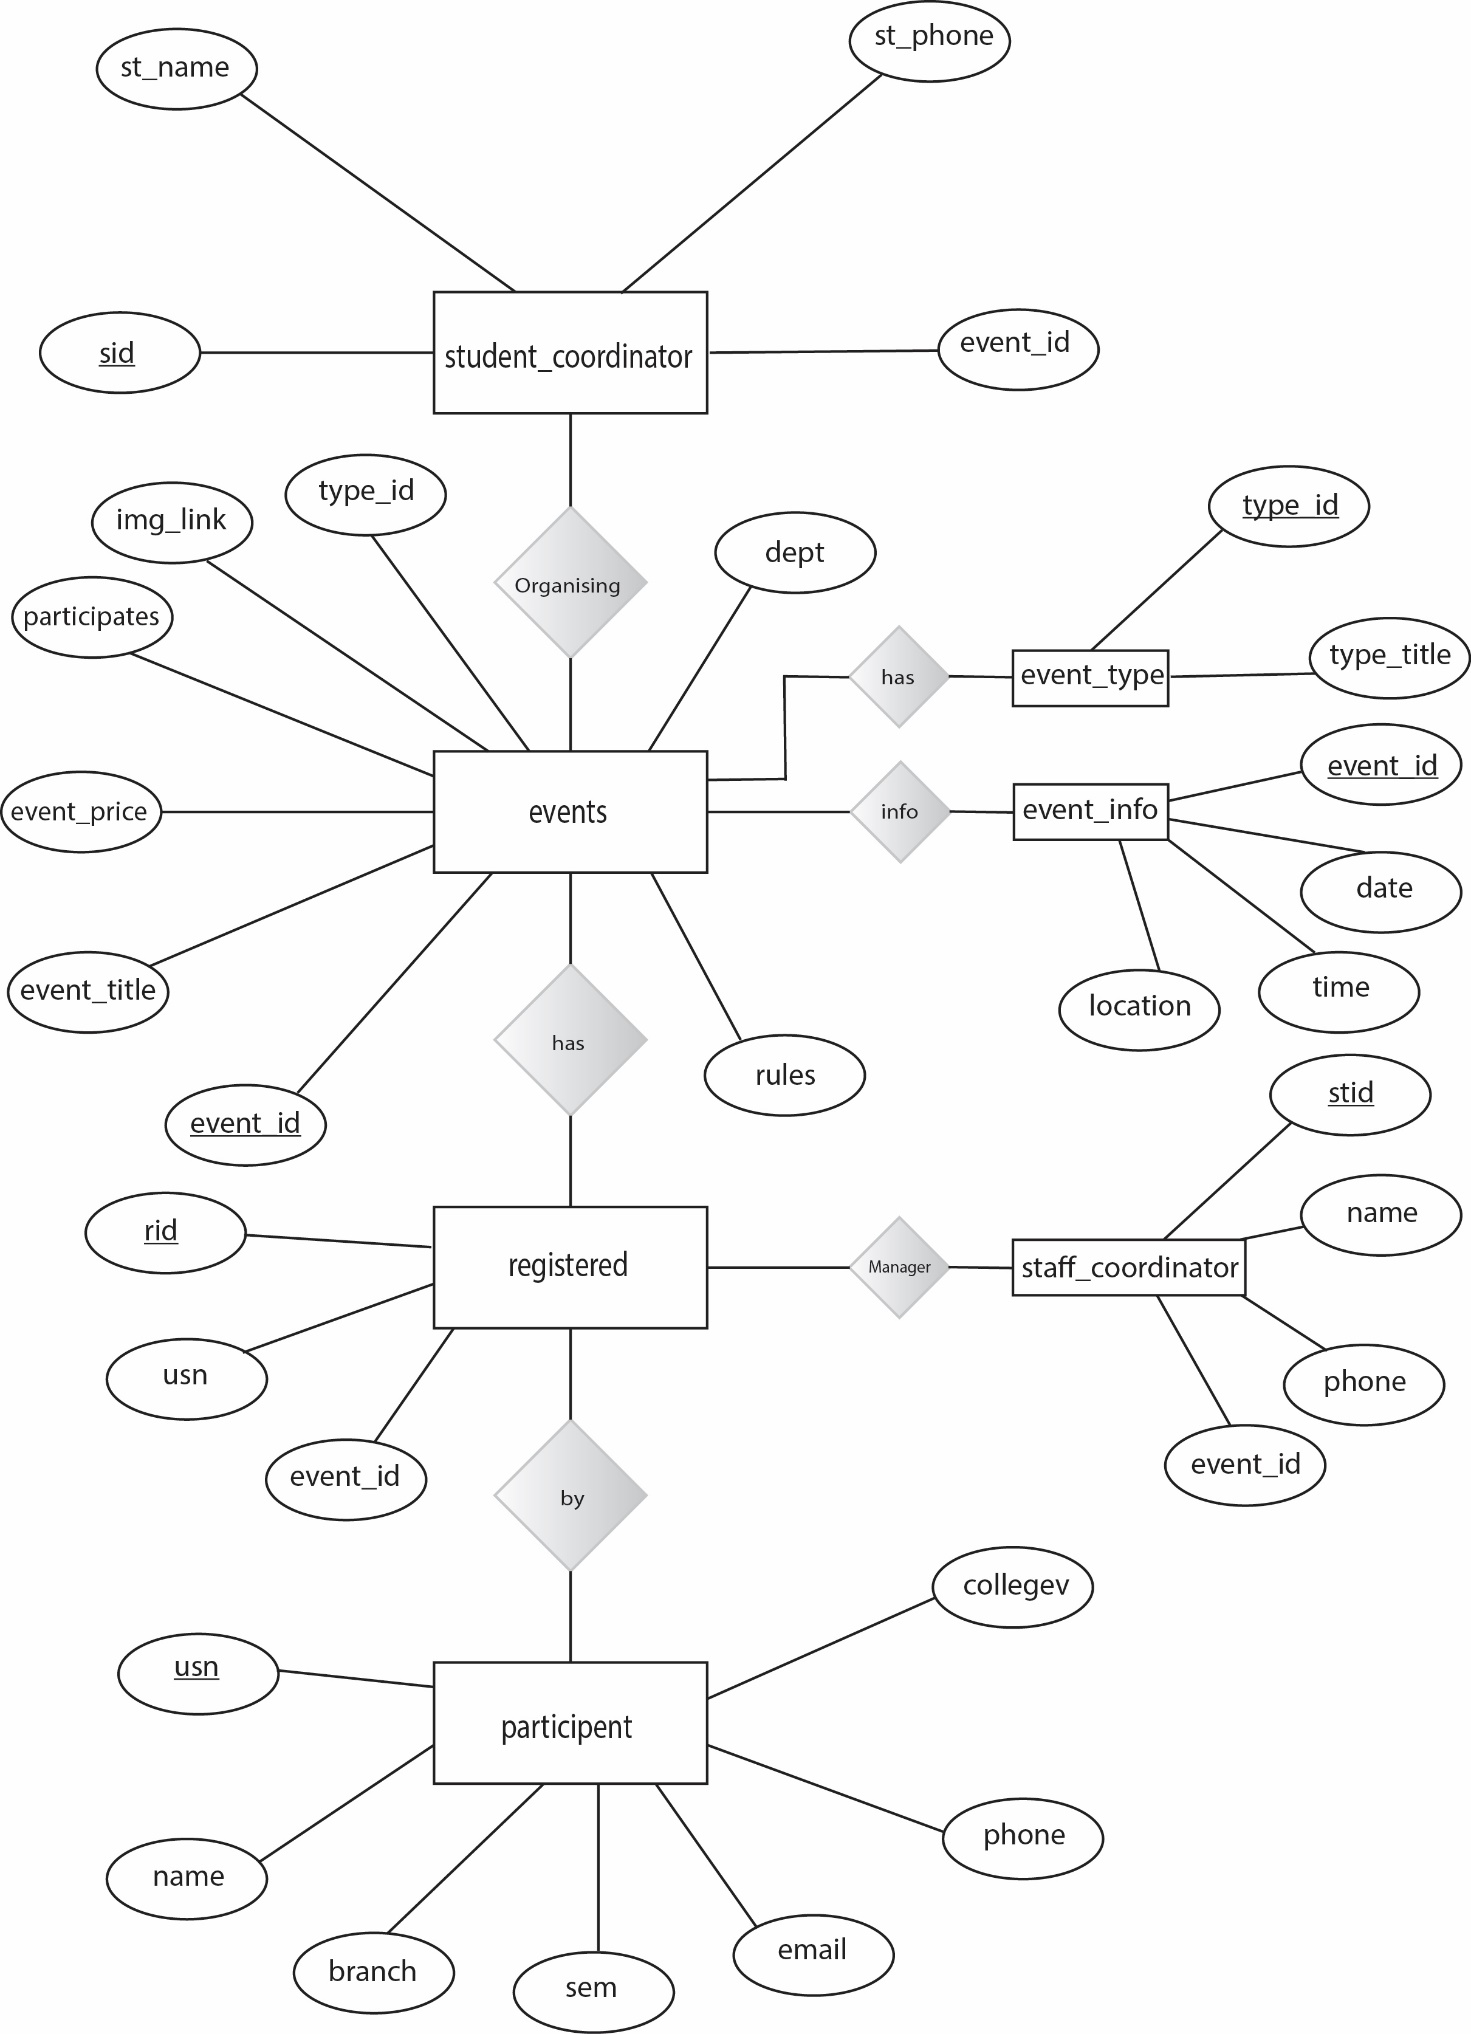 st_name
st_phone
sid
student_coordinator
event_id
type_id
img_link
participates
Organising
dept
type_id
has
event_type
type_title
event_price
events
info
event_info
event_id
date
event_title
has
time
location
rules
event_id
stid
name
rid
registered
Manager
staff_coordinator
usn
phone
event_id
event_id
by
collegev
usn
participent
phone
name
branch
sem
email